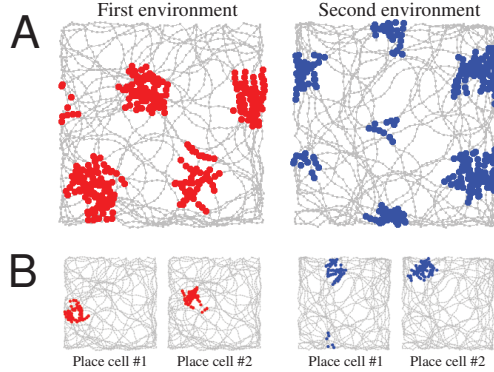 First environment Second environment
A
B
Place cell #1 Place cell #2 Place cell #1 Place cell #2